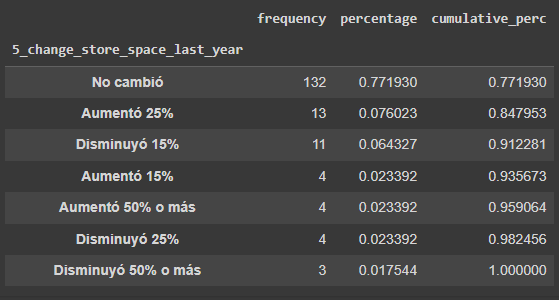 frequency percentage cumulative_perc
5_change_store_space_last_year
No cambió 132 0.771930 0.771930
Aumentó 25% 13 0.076023 0.847953
Disminuyó 15% 11 0.064327 0.912281
Aumentó 15% 4 0.023392 0.935673
Aumentó 50% o más 4 0.023392 0.959064
Disminuyó 25% 4 0.023392 0.982456
Disminuyó 50% o más 3 0.017544 1.000000